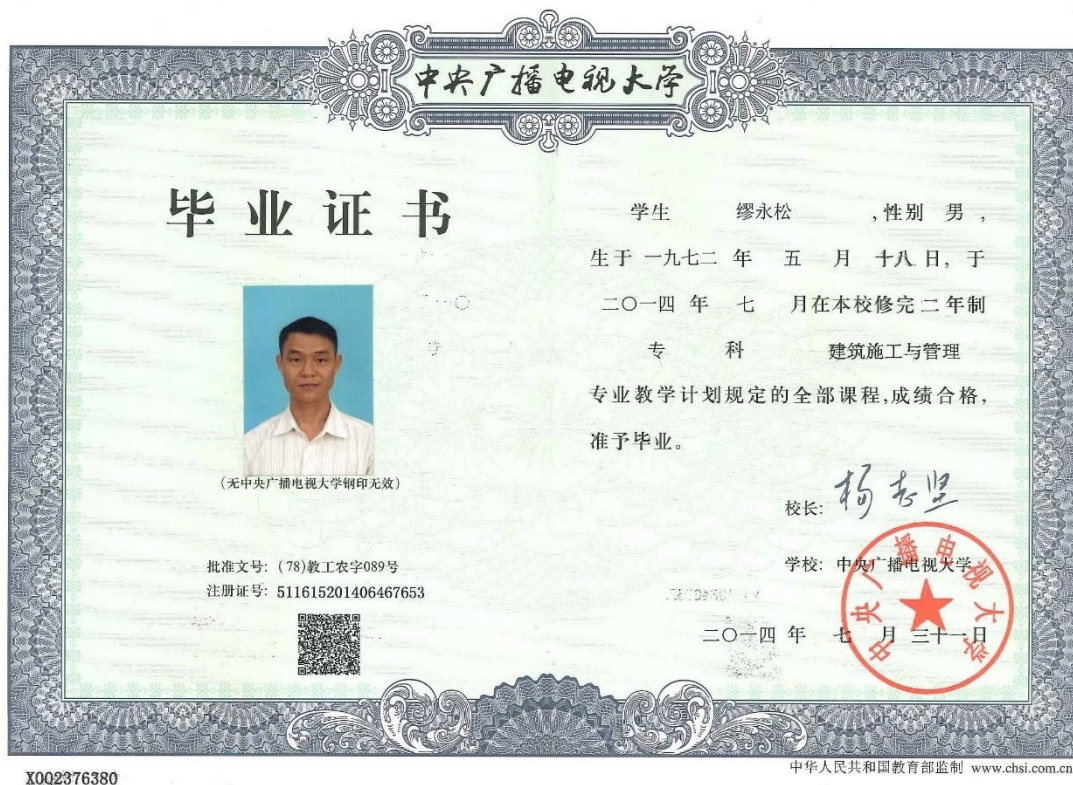 中央广播电视大学
毕业证书
学生 缪永松 ,性别 男,
生于 一九七二 年 五 月 十八 日, 于
二〇一四 年 七 月在本校修完 二 年制
专 科 建筑施工与管理
专业教学计划规定的全部课程,成绩合格,
准予毕业。
(无中央广播电视大学钢印无效)
校长: 杨志坚
批准文号: (78)教工农字089号
注册证号: 511615201406467653
学校: 中央广播电视大学
中央广播电视大学
二〇一四 年 七 月 三十一日
X002376380
中华人民共和国教育部监制 www.chsi.com.cn